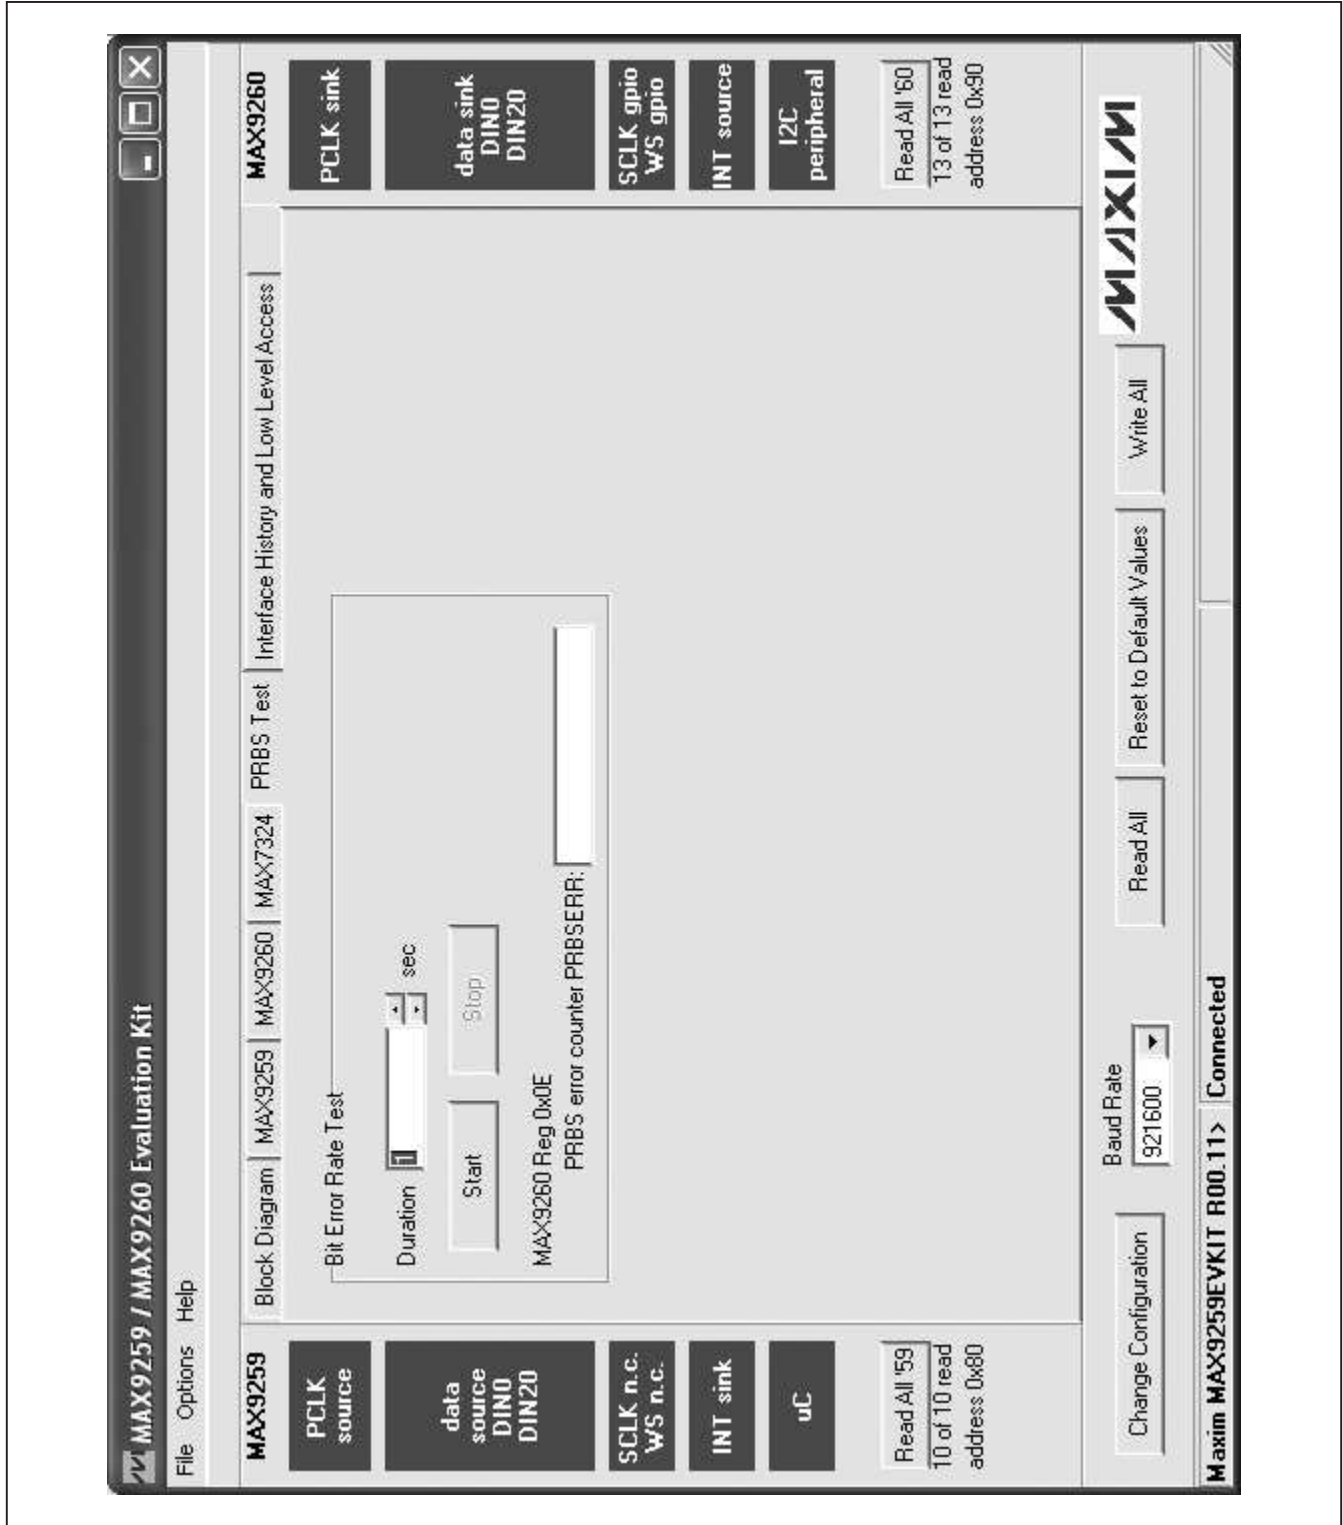 MAX9259 / MAX9260 Evaluation Kit
File Options Help
MAX9259
PCLK
source
data
source
DIN0
DIN20
SCLK n.c.
WS n.c.
INT sink
uC
Read All '59
10 of 10 read
address 0x80
Block Diagram MAX9259 MAX9260 MAX7324 PRBS Test Interface History and Low Level Access
Bit Error Rate Test
Duration 1 sec
Start Stop
MAX9260 Reg 0x0E
PRBS error counter PRBSERR:
MAX9260
PCLK sink
data sink
DIN0
DIN20
SCLK gpio
WS gpio
INT source
I2C
peripheral
Read All '60
13 of 13 read
address 0x90
Change Configuration
Baud Rate
921600
Read All Reset to Default Values Write All
MAXIM
Maxim MAX9259EVKIT R00.11> Connected